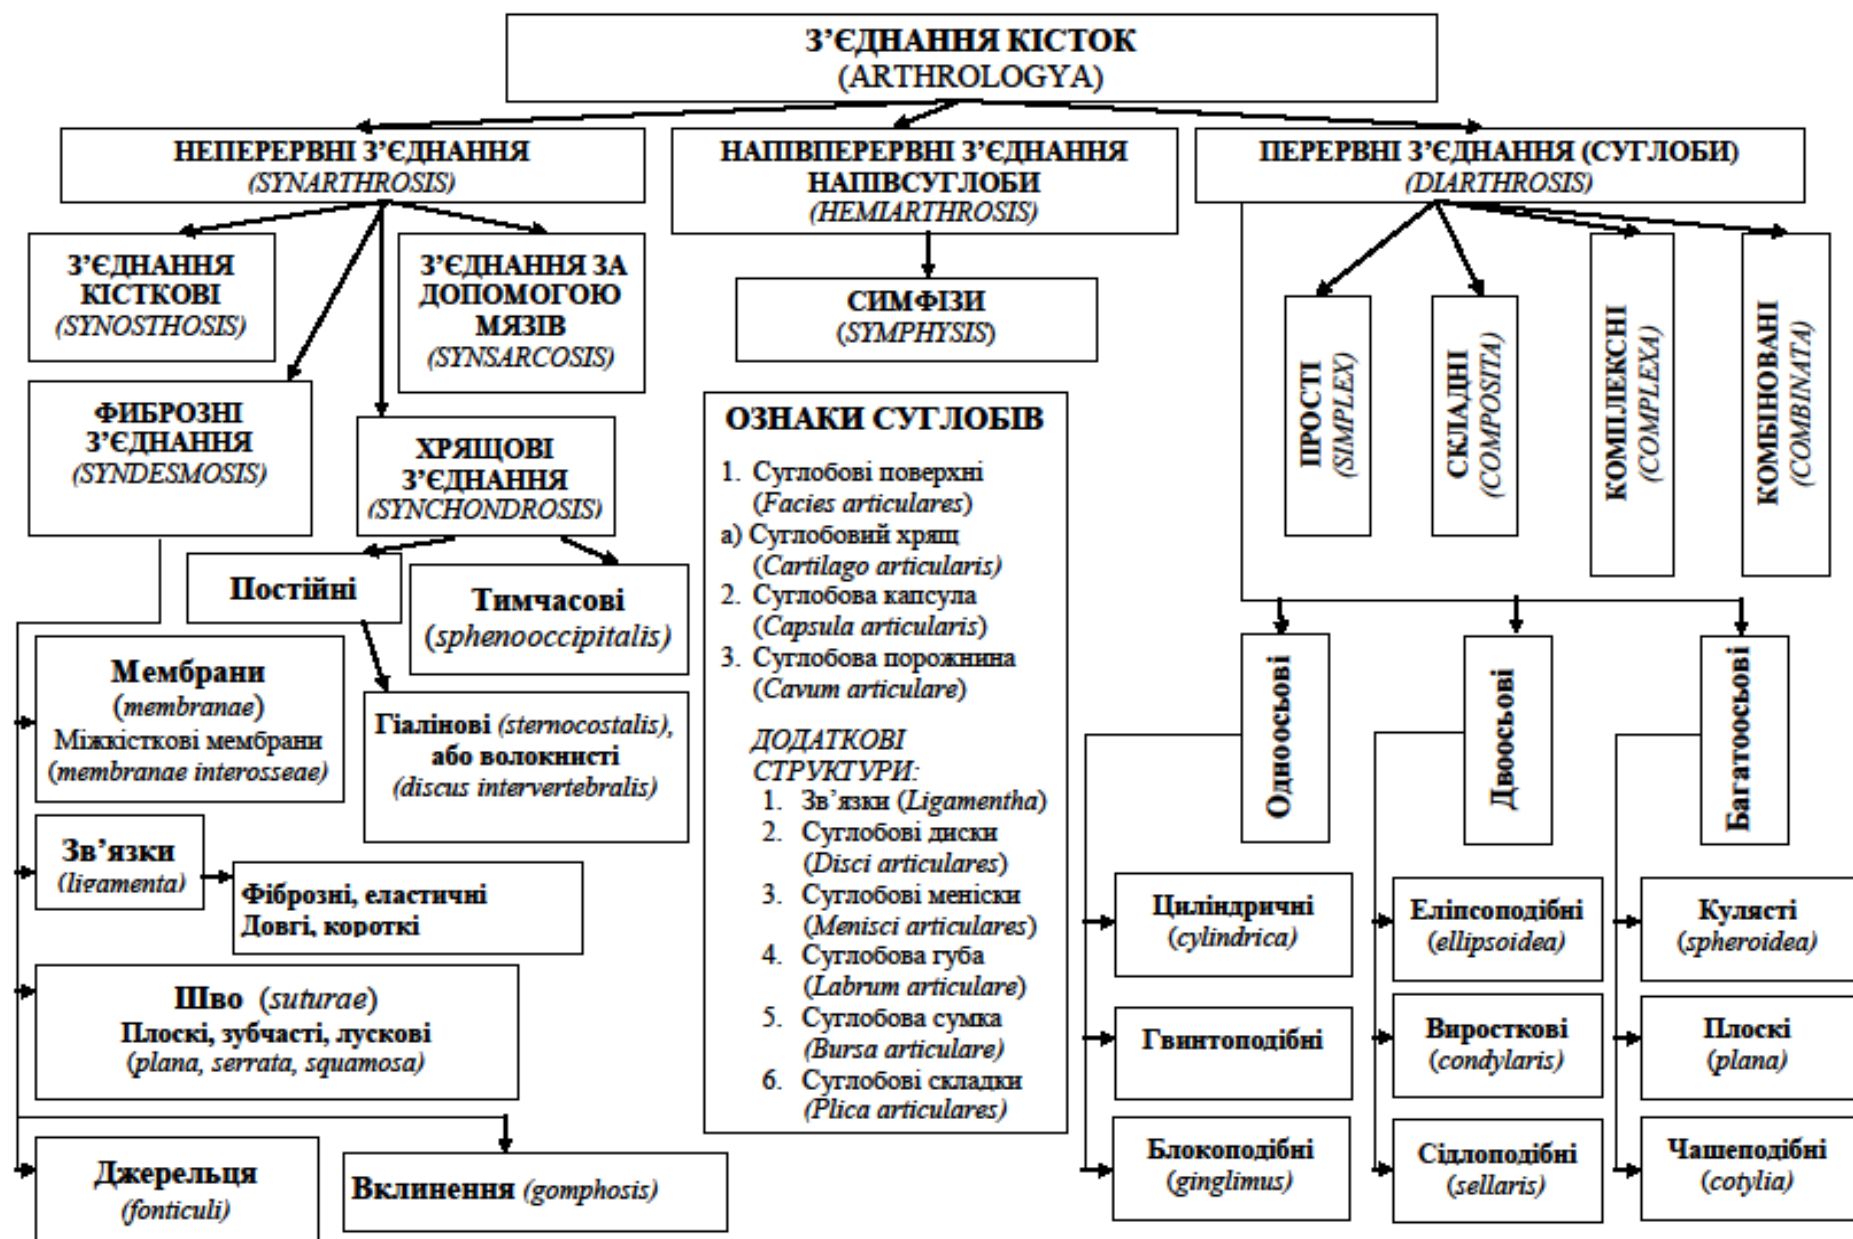 З’ЄДНАННЯ КІСТОК
(ARTHROLOGYA)
НЕПЕРЕРВНІ З’ЄДНАННЯ
(SYNARTHROSIS)
НАПІВПЕРЕРВНІ З’ЄДНАННЯ
НАПІВСУГЛОБИ
(HEMIARTHROSIS)
ПЕРЕРВНІ З’ЄДНАННЯ (СУГЛОБИ)
(DIARTHROSIS)
З’ЄДНАННЯ
КІСТКОВІ
(SYNOSTHOSIS)
З’ЄДНАННЯ ЗА
ДОПОМОГОЮ
МЯЗІВ
(SYNSARCOSIS)
ФИБРОЗНІ
З’ЄДНАННЯ
(SYNDESMOSIS)
ХРЯЩОВІ
З’ЄДНАННЯ
(SYNCHONDROSIS)
Постійні
Тимчасові
(sphenooccipitalis)
Мембрани
(membranae)
Міжкісткові мембрани
(membranae interosseae)
Гіалінові (sternocostalis),
або волокнисті
(discus intervertebralis)
Зв’язки
(ligamenta)
Фіброзні, еластичні
Довгі, короткі
Шво (suturae)
Плоскі, зубчасті, лускові
(plana, serrata, squamosa)
Джерельця
(fonticuli)
Вклинення (gomphosis)
СИМФІЗИ
(SYMPHYSIS)
ОЗНАКИ СУГЛОБІВ
1. Суглобові поверхні
(Facies articulares)
а) Суглобовий хрящ
(Cartilago articularis)
2. Суглобова капсула
(Capsula articularis)
3. Суглобова порожнина
(Cavum articulare)
ДОДАТКОВІ
СТРУКТУРИ:
1. Зв’язки (Ligamentha)
2. Суглобові диски
(Disci articulares)
3. Суглобові меніски
(Menisci articulares)
4. Суглобова губа
(Labrum articulare)
5. Суглобова сумка
(Bursa articulare)
6. Суглобові складки
(Plica articulares)
ПРОСТІ
(SIMPLEX)
СКЛАДНІ
(COMPOSITA)
КОМПЛЕКСНІ
(COMPLEXA)
КОМБІНОВАНІ
(COMBINATA)
Одноосьові
Двоосьові
Багатоосьові
Циліндричні
(cylindrica)
Гвинтоподібні
Блокоподібні
(ginglimus)
Еліпсоподібні
(ellipsoidea)
Виросткові
(condylaris)
Сідлоподібні
(sellaris)
Кулясті
(spheroidea)
Плоскі
(plana)
Чашеподібні
(cotylia)